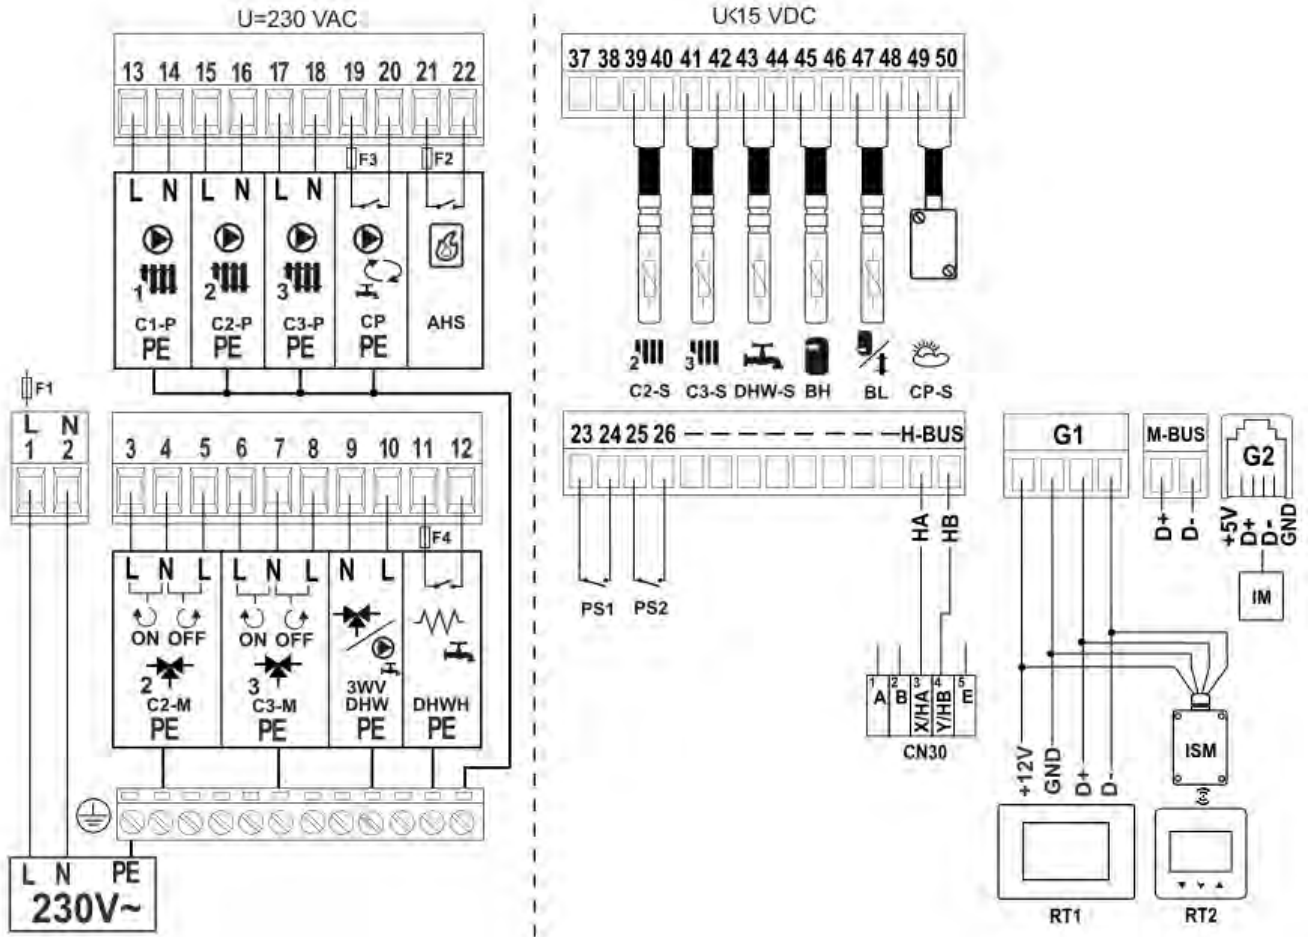 U=230 VAC
13 14 15 16 17 18 19 20 21 22
F3 F2
L N L N L N
1 2 3
C1-P C2-P C3-P CP AHS
PE PE PE PE
F1
L N
1 2
3 4 5 6 7 8 9 10 11 12
F4
L N L L N L N L
ON OFF ON OFF
2 3
C2-M C3-M 3WV DHWH
DHW
PE PE PE PE
L N PE
230V~
U<15 VDC
37 38 39 40 41 42 43 44 45 46 47 48 49 50
2 3
C2-S C3-S DHW-S BH BL CP-S
23 24 25 26 H-BUS
HA HB
PS1 PS2
1 2 3 4 5
A B X/HA Y/HB E
CN30
G1
M-BUS
G2
D+ D-
+5V D+ D- GND
IM
ISM
+12V GND D+ D-
RT1 RT2